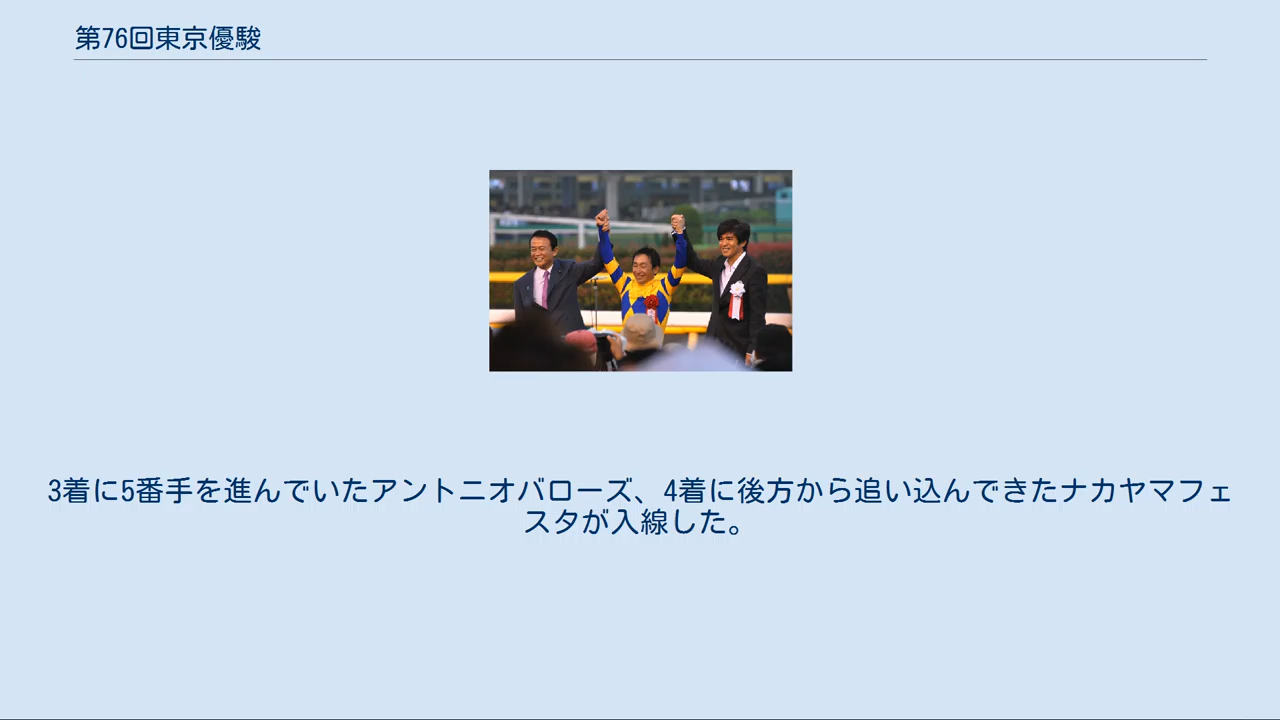 第76回東京優駿
3着に5番手を進んでいたアントニオバローズ、4着に後方から追い込んできたナカヤマフェ
スタが入線した。